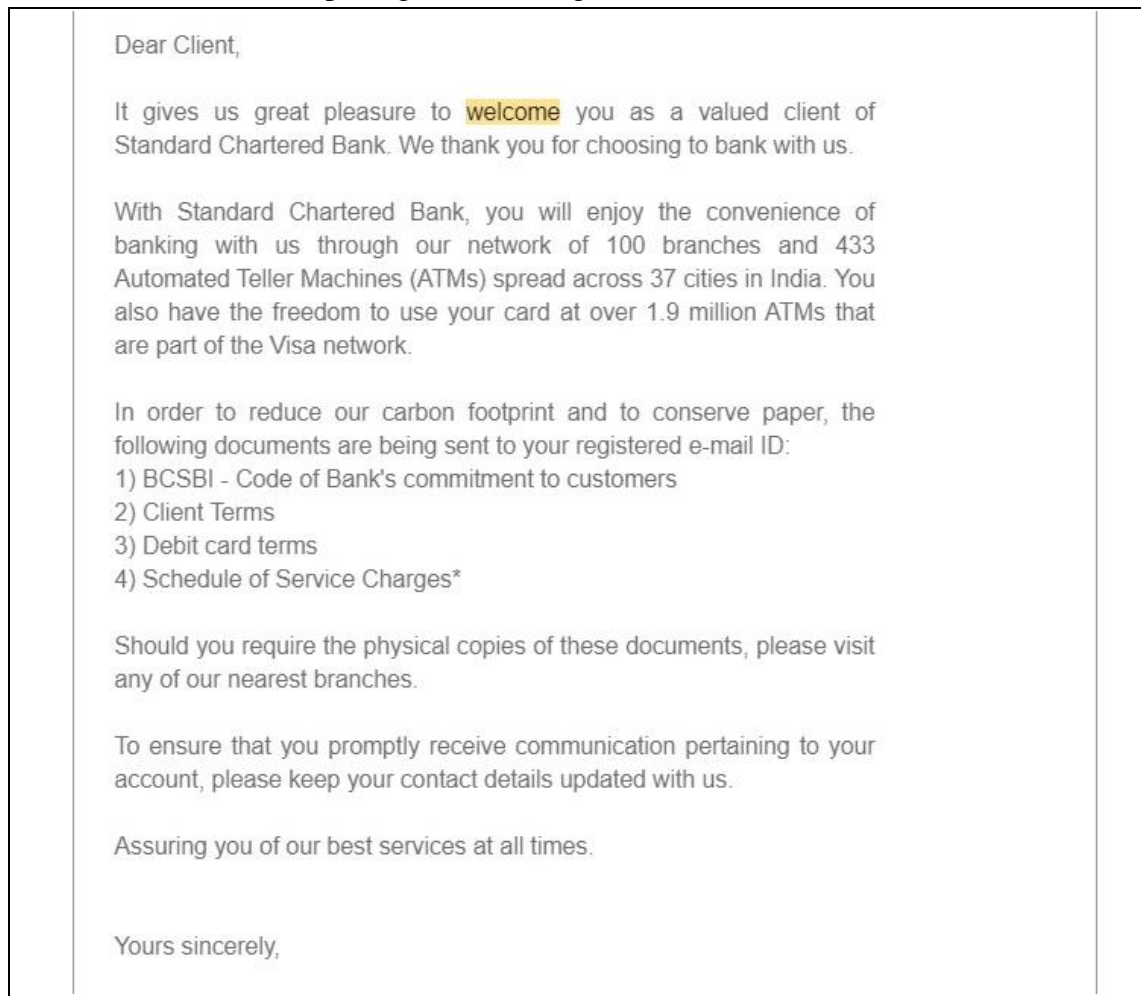 Dear Client,
It gives us great pleasure to welcome you as a valued client of
Standard Chartered Bank. We thank you for choosing to bank with us.
With Standard Chartered Bank, you will enjoy the convenience of
banking with us through our network of 100 branches and 433
Automated Teller Machines (ATMs) spread across 37 cities in India. You
also have the freedom to use your card at over 1.9 million ATMs that
are part of the Visa network.
In order to reduce our carbon footprint and to conserve paper, the
following documents are being sent to your registered e-mail ID:
1) BCSBI - Code of Bank's commitment to customers
2) Client Terms
3) Debit card terms
4) Schedule of Service Charges*
Should you require the physical copies of these documents, please visit
any of our nearest branches.
To ensure that you promptly receive communication pertaining to your
account, please keep your contact details updated with us.
Assuring you of our best services at all times.
Yours sincerely,